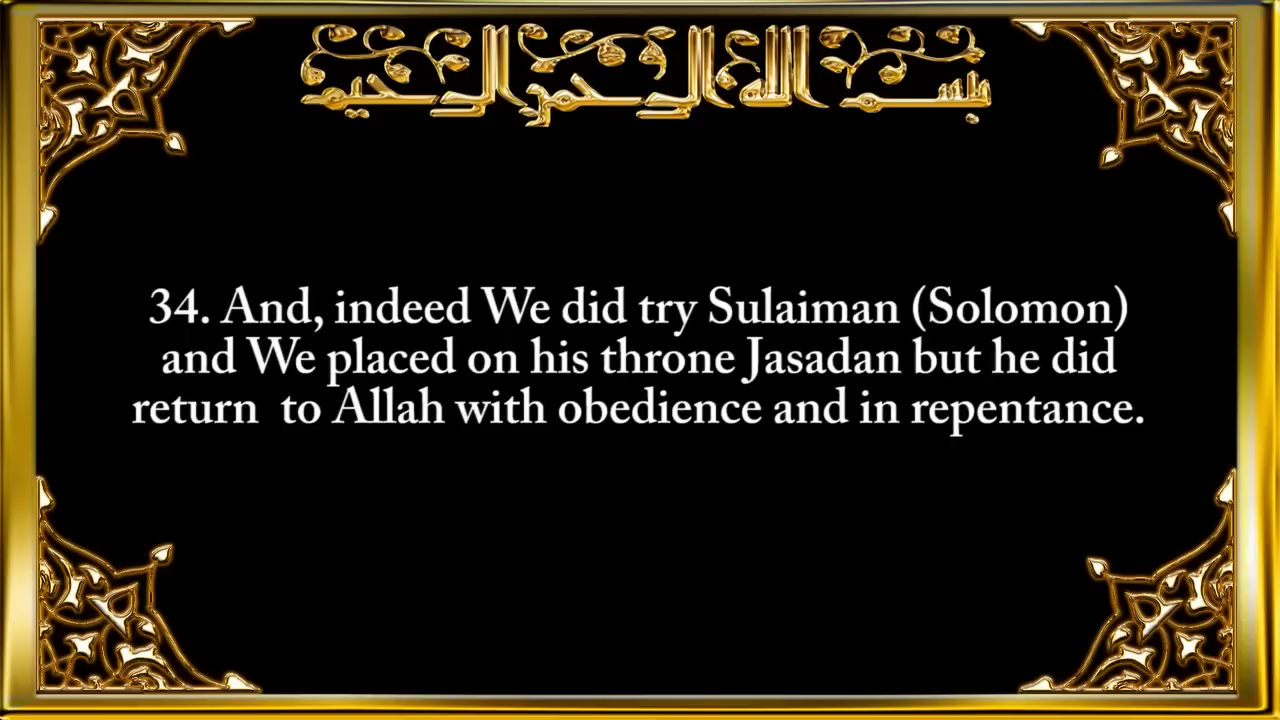 بسم الله الرحمن الرحيم
34. And, indeed We did try Sulaiman (Solomon)
and We placed on his throne Jasadan but he did
return  to Allah with obedience and in repentance.